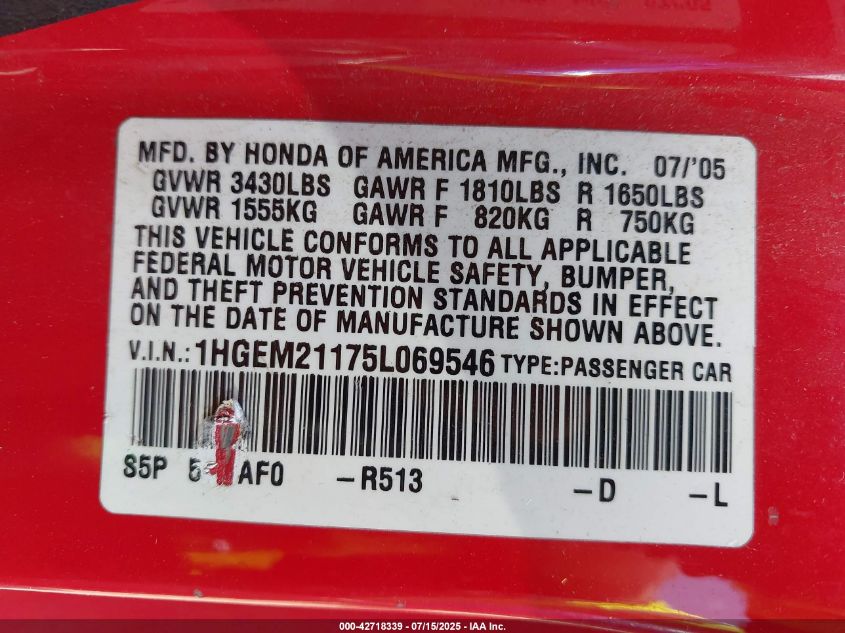 MFD. BY HONDA OF AMERICA MFG., INC. 07/'05
GVWR 3430LBS GAWR F 1810LBS R 1650LBS
GVWR 1555KG GAWR F 820KG R 750KG
THIS VEHICLE CONFORMS TO ALL APPLICABLE
FEDERAL MOTOR VEHICLE SAFETY, BUMPER,
AND THEFT PREVENTION STANDARDS IN EFFECT
ON THE DATE OF MANUFACTURE SHOWN ABOVE.
V.I.N.: 1HGEM21175L069546 TYPE:PASSENGER CAR
S5P AF0 -R513 -D -L
000-42718339 - 07/15/2025 - IAA Inc.